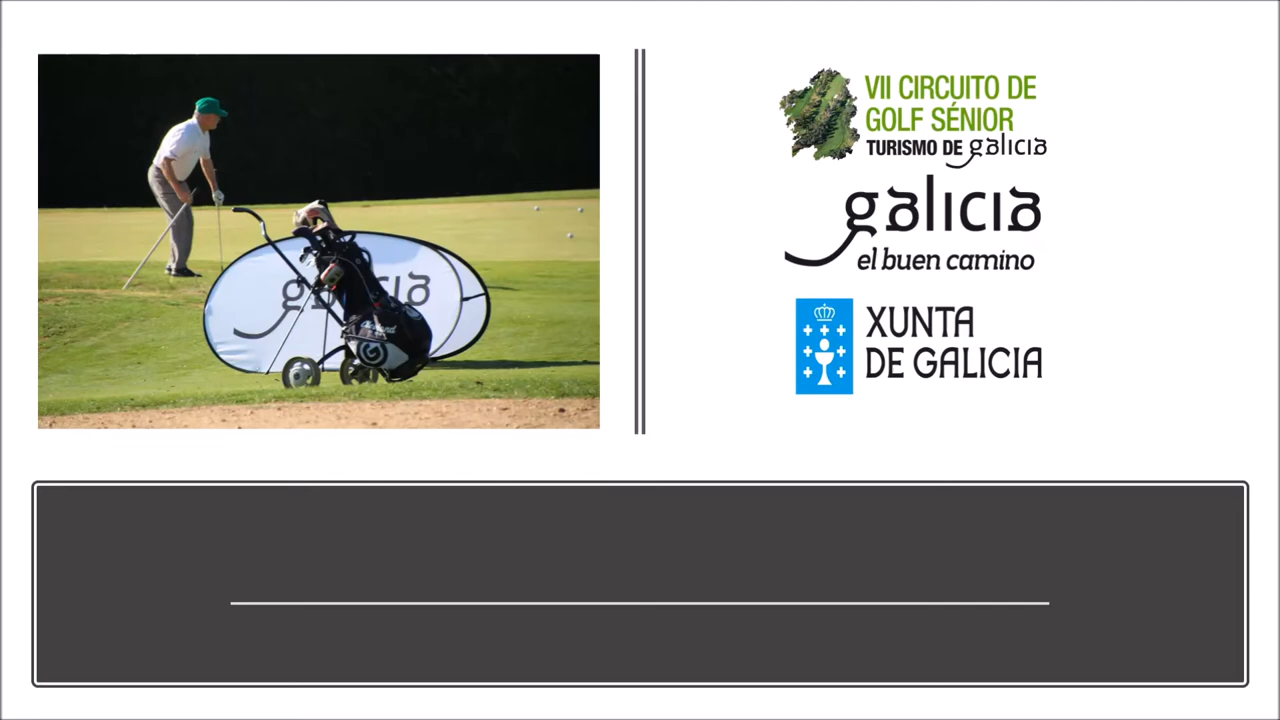 VII CIRCUITO DE
GOLF SÉNIOR
TURISMO DE galicia
galicia
el buen camino
XUNTA
DE GALICIA
galicia
G